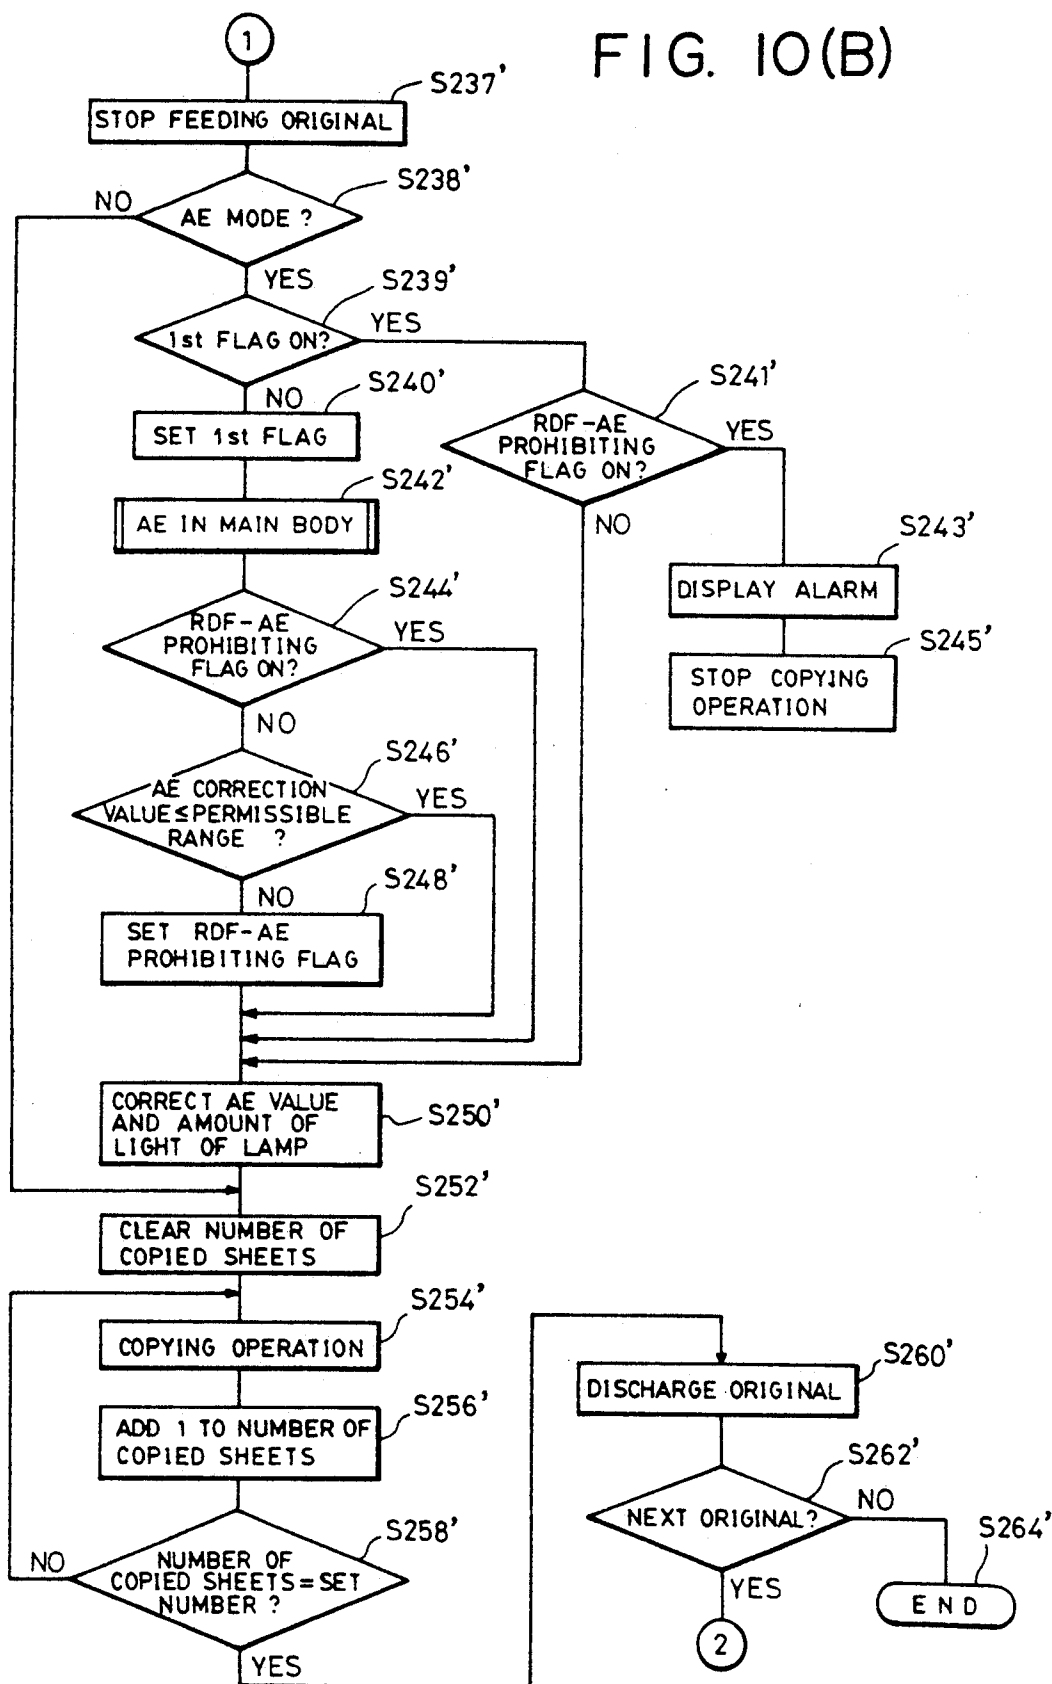 FIG. 10(B)
1
S237'
STOP FEEDING ORIGINAL
S238'
NO
AE MODE ?
YES
S239'
1st FLAG ON?
YES
S240'
NO
SET 1st FLAG
S241'
RDF-AE
PROHIBITING
FLAG ON?
YES
NO
S242'
AE IN MAIN BODY
S243'
DISPLAY ALARM
S244'
RDF-AE
PROHIBITING
FLAG ON?
YES
NO
S245'
STOP COPYING
OPERATION
S246'
AE CORRECTION
VALUE≤PERMISSIBLE
RANGE ?
YES
NO
S248'
SET RDF-AE
PROHIBITING FLAG
CORRECT AE VALUE
AND AMOUNT OF
LIGHT OF LAMP
S250'
S252'
CLEAR NUMBER OF
COPIED SHEETS
S254'
COPYING OPERATION
S256'
ADD 1 TO NUMBER OF
COPIED SHEETS
S258'
NO
NUMBER OF
COPIED SHEETS=SET
NUMBER ?
YES
S260'
DISCHARGE ORIGINAL
S262'
NEXT ORIGINAL?
NO
YES
S264'
END
2